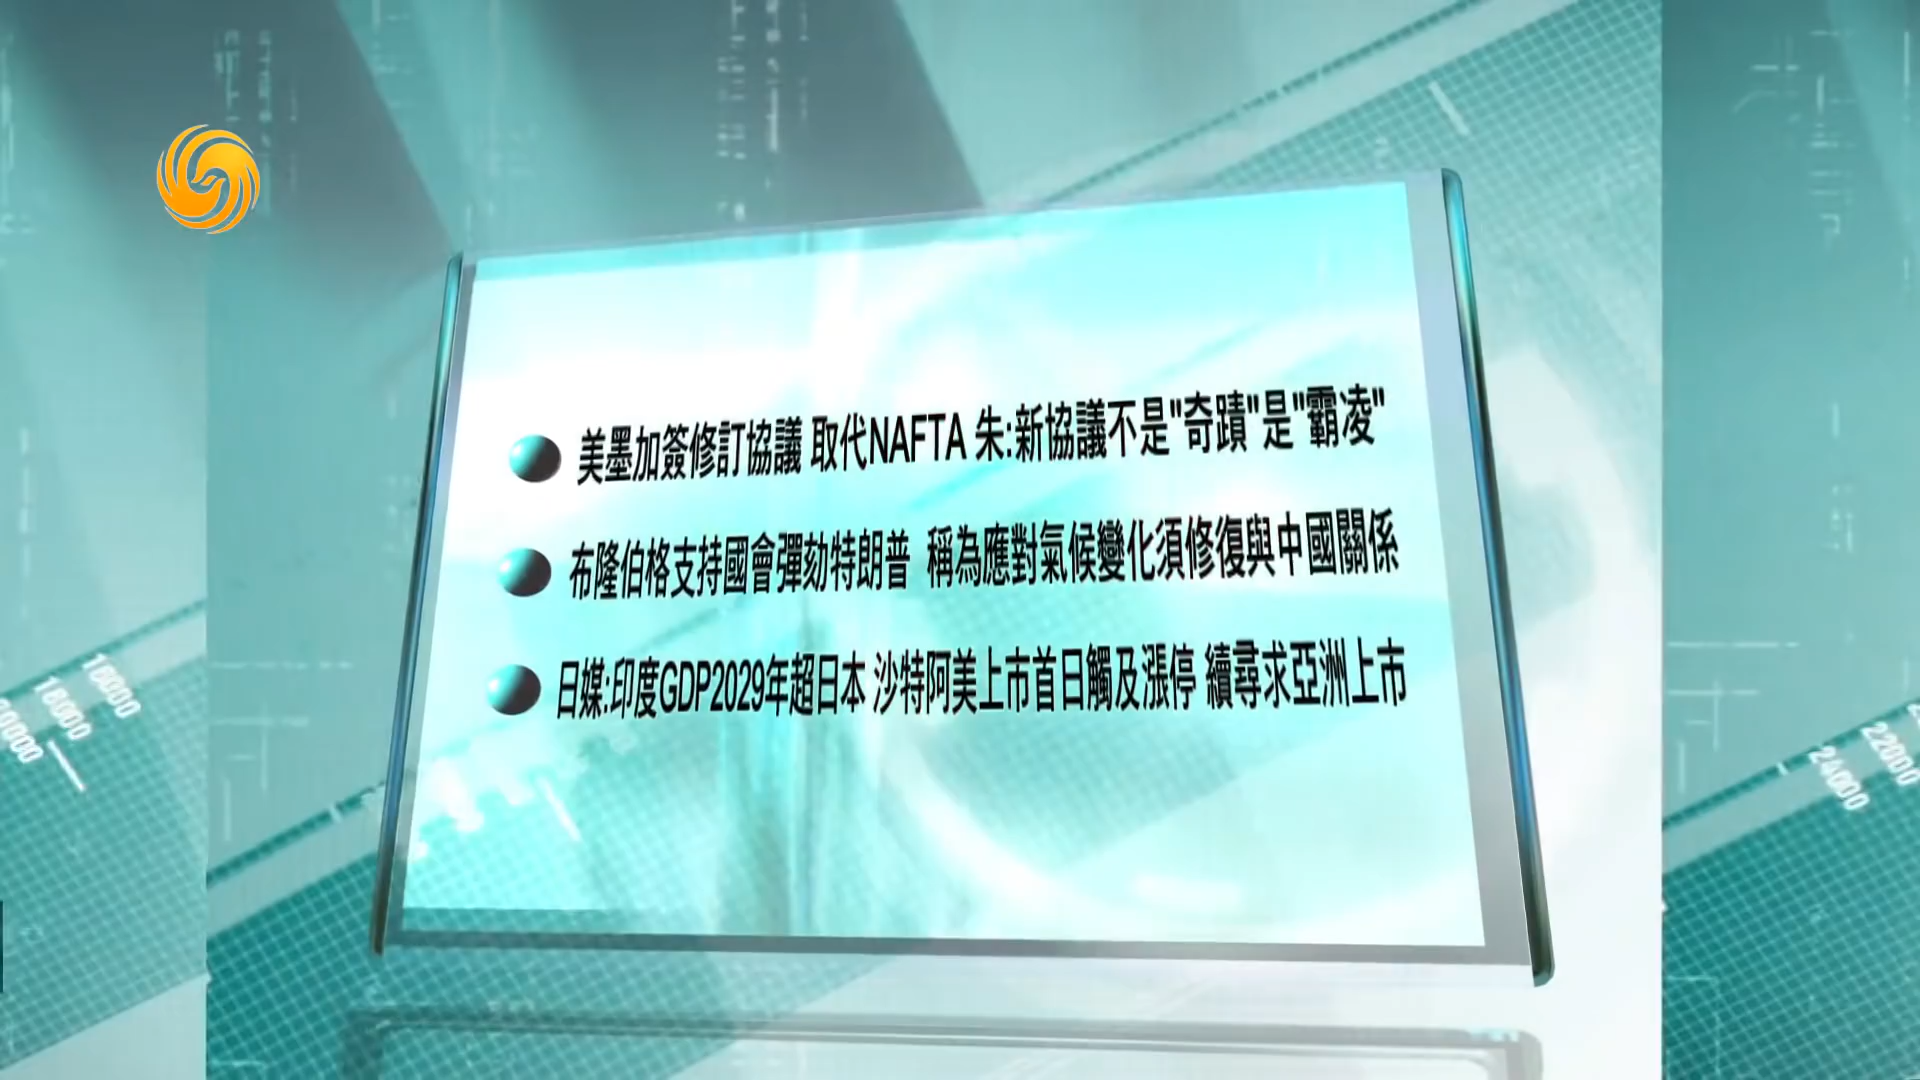 美墨加簽修訂協議 取代NAFTA 朱:新協議不是"奇蹟"是"霸凌"
布隆伯格支持國會彈劾特朗普 稱為應對氣候變化須修復與中國關係
日媒:印度GDP2029年超日本 沙特阿美上市首日觸及漲停 續尋求亞洲上市
18000
16000
22000
24000